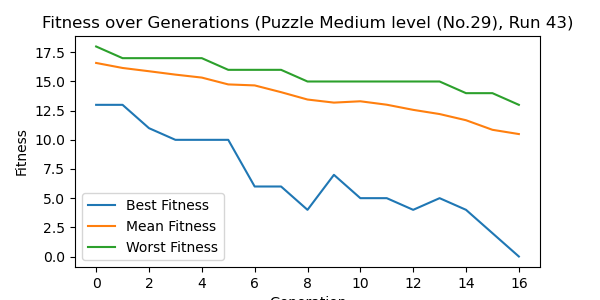 Fitness over Generations (Puzzle Medium level (No.29), Run 43)
17.5
15.0
12.5
10.0
7.5
5.0
2.5
0.0
Fitness
Best Fitness
Mean Fitness
Worst Fitness
0 2 4 6 8 10 12 14 16
Generation